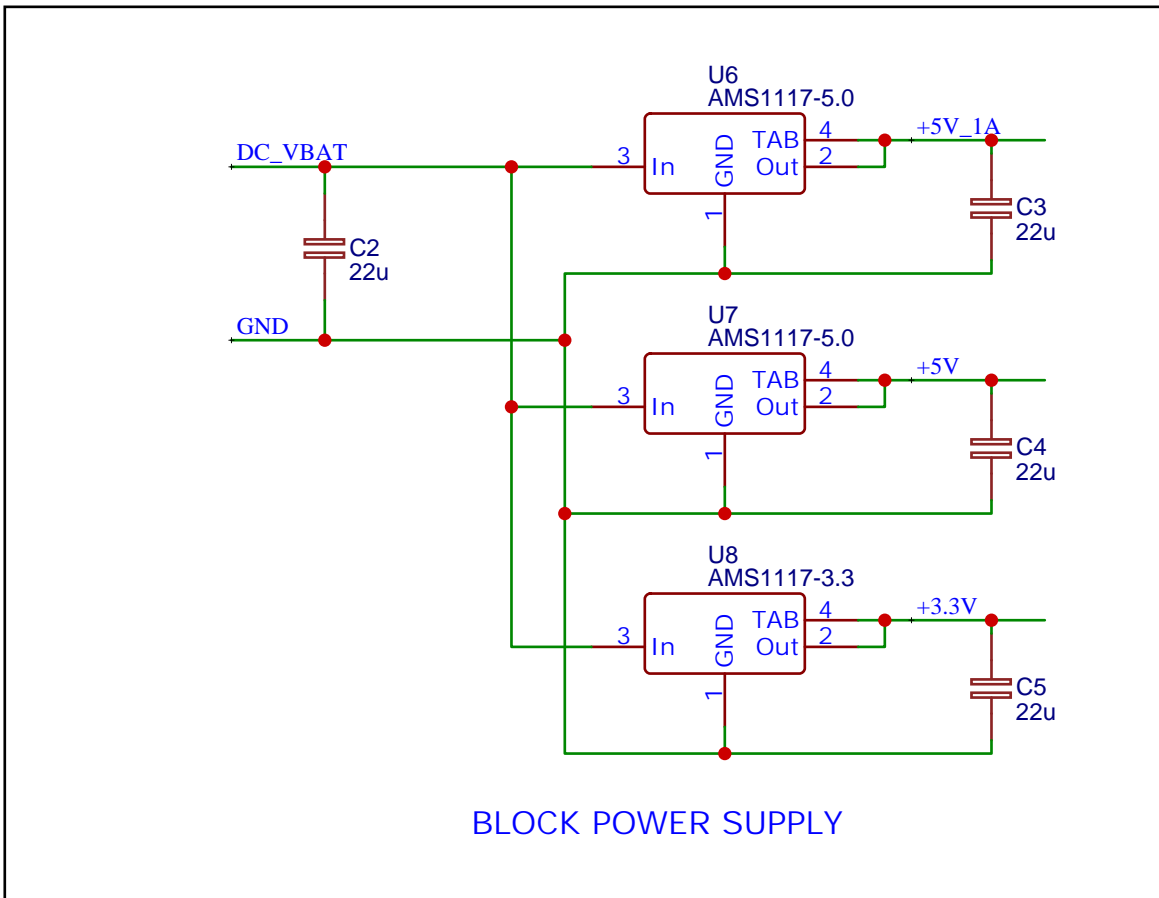 U6
AMS1117-5.0
DC_VBAT
3
In
GND
TAB
4
Out
2
1
+5V_1A
C2
22u
C3
22u
GND
U7
AMS1117-5.0
3
In
GND
TAB
4
Out
2
1
+5V
C4
22u
U8
AMS1117-3.3
3
In
GND
TAB
4
Out
2
1
+3.3V
C5
22u
BLOCK POWER SUPPLY